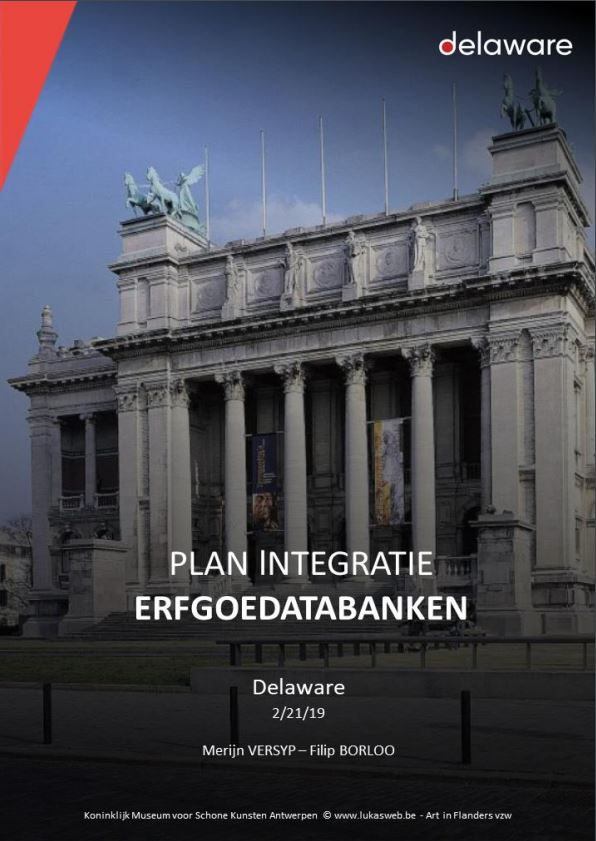 delaware
PLAN INTEGRATIE
ERFGOEDATABANKEN
Delaware
2/21/19
Merijn VERSYP – Filip BORLOO
Koninklijk Museum voor Schone Kunsten Antwerpen © www.lukasweb.be - Art in Flanders vzw